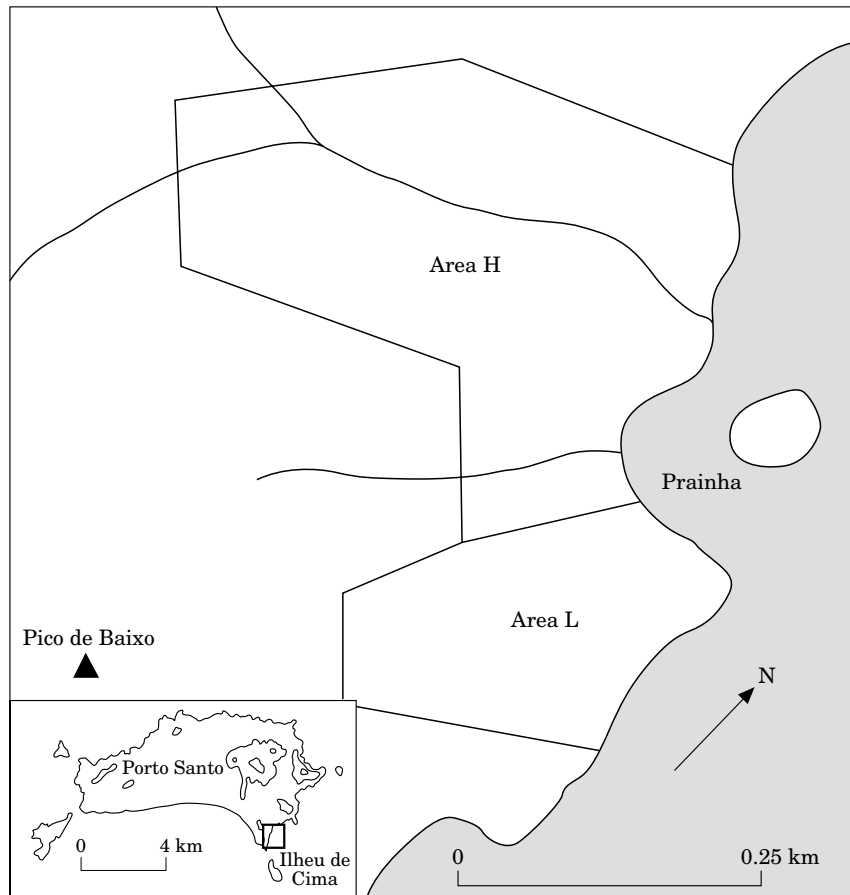 Area H
Prainha
Area L
Pico de Baixo
N
Porto Santo
0 4 km
Ilheu de
Cima
0 0.25 km